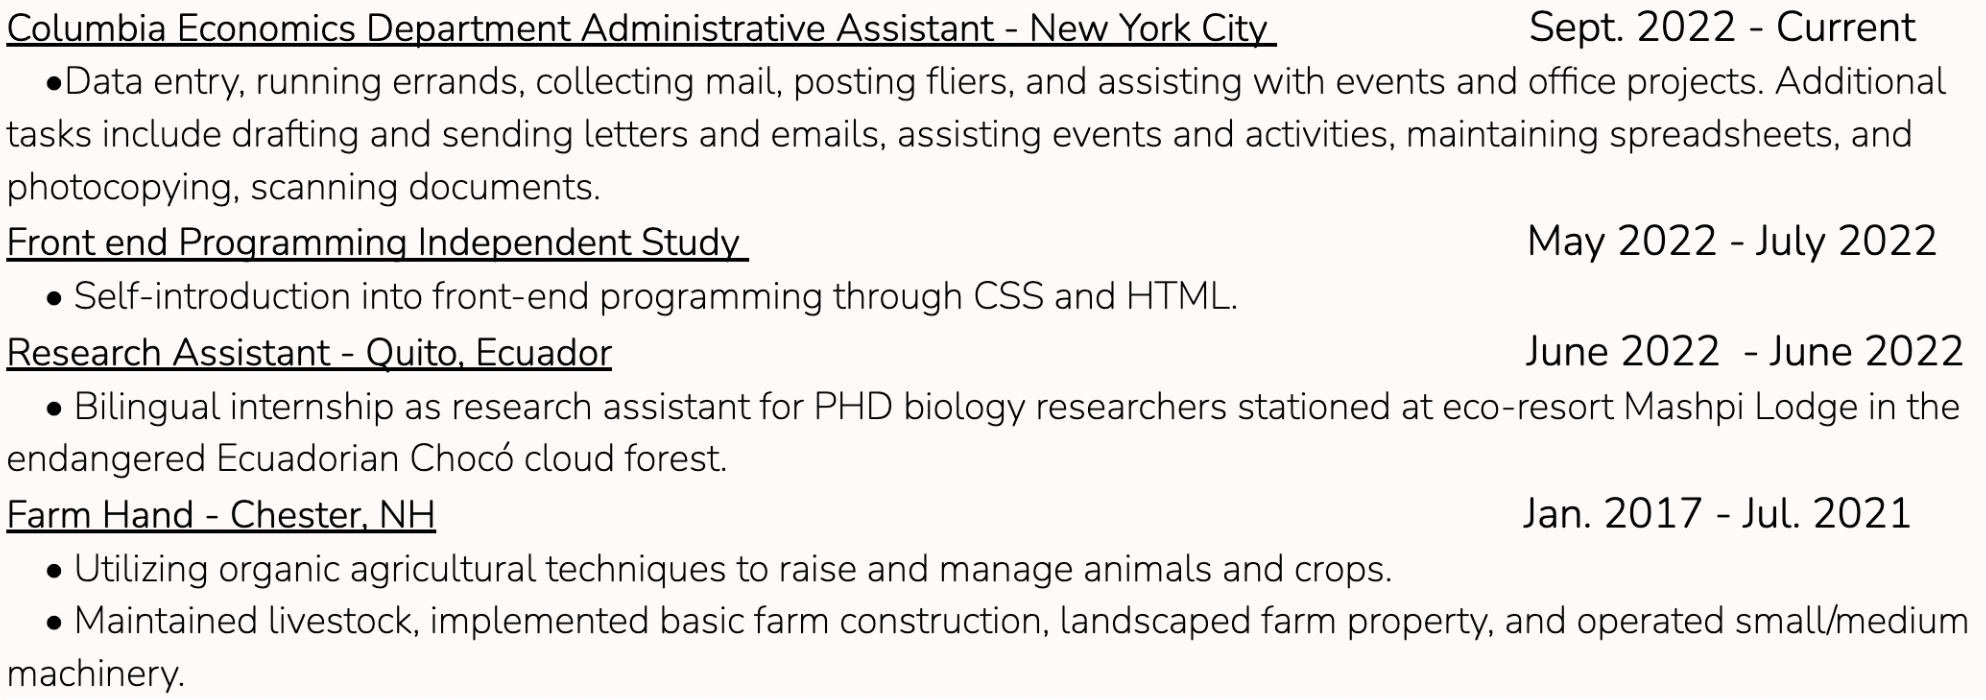 Columbia Economics Department Administrative Assistant - New York City Sept. 2022 - Current
•Data entry, running errands, collecting mail, posting fliers, and assisting with events and office projects. Additional
tasks include drafting and sending letters and emails, assisting events and activities, maintaining spreadsheets, and
photocopying, scanning documents.
Front end Programming Independent Study May 2022 - July 2022
• Self-introduction into front-end programming through CSS and HTML.
Research Assistant - Quito, Ecuador June 2022 - June 2022
• Bilingual internship as research assistant for PHD biology researchers stationed at eco-resort Mashpi Lodge in the
endangered Ecuadorian Chocó cloud forest.
Farm Hand - Chester, NH Jan. 2017 - Jul. 2021
• Utilizing organic agricultural techniques to raise and manage animals and crops.
• Maintained livestock, implemented basic farm construction, landscaped farm property, and operated small/medium
machinery.